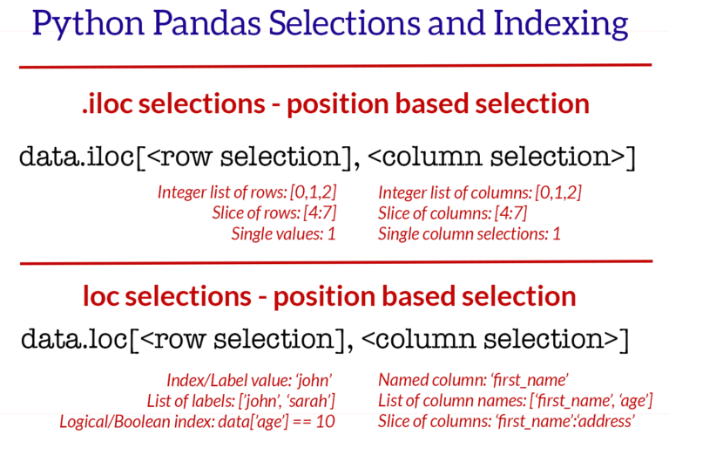 Python Pandas Selections and Indexing
.iloc selections - position based selection
data.iloc[<row selection], <column selection>]
Integer list of rows: [0,1,2]
Slice of rows: [4:7]
Single values: 1
Integer list of columns: [0,1,2]
Slice of columns: [4:7]
Single column selections: 1
loc selections - position based selection
data.loc[<row selection], <column selection>]
Index/Label value: ‘john’
List of labels: [‘john’, ‘sarah’]
Logical/Boolean index: data[‘age’] == 10
Named column: ‘first_name’
List of column names: [‘first_name’, ‘age’]
Slice of columns: ‘first_name’:‘address’